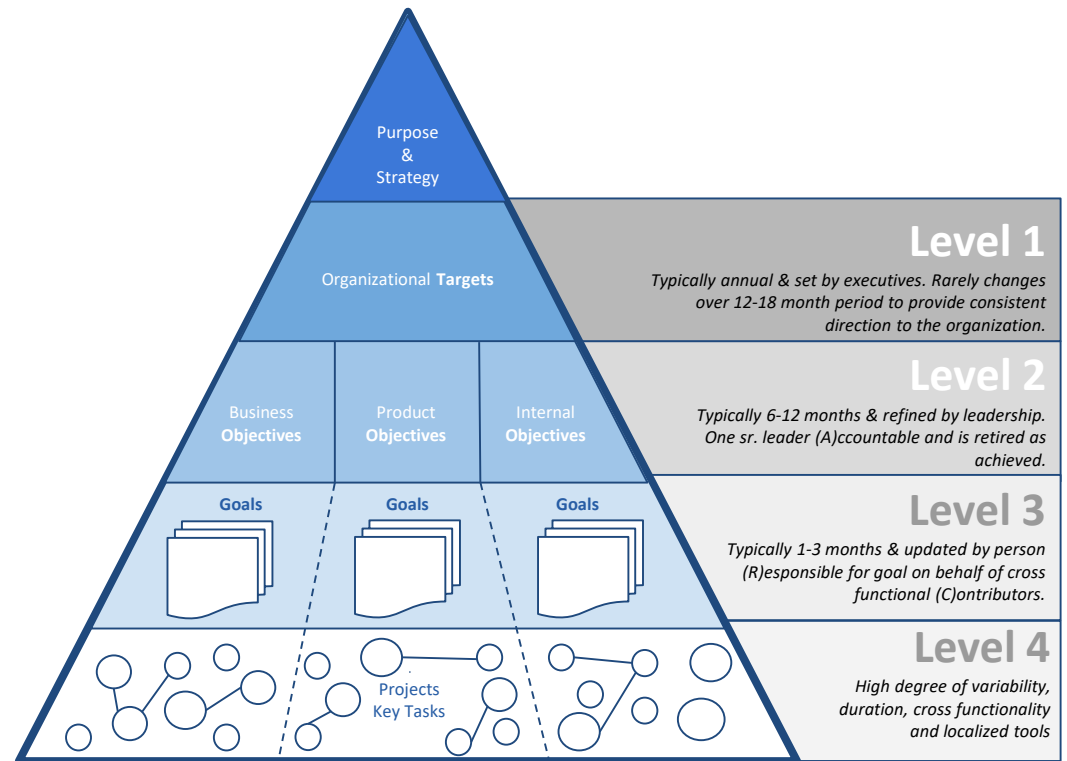 Purpose
&
Strategy
Level 1
Organizational Targets
Typically annual & set by executives. Rarely changes
over 12-18 month period to provide consistent
direction to the organization.
Level 2
Business
Objectives
Product
Objectives
Internal
Objectives
Typically 6-12 months & refined by leadership.
One sr. leader (A)ccountable and is retired as
achieved.
Goals
Goals
Goals
Level 3
Typically 1-3 months & updated by person
(R)esponsible for goal on behalf of cross
functional (C)ontributors.
Level 4
Projects
Key Tasks
High degree of variability,
duration, cross functionality
and localized tools